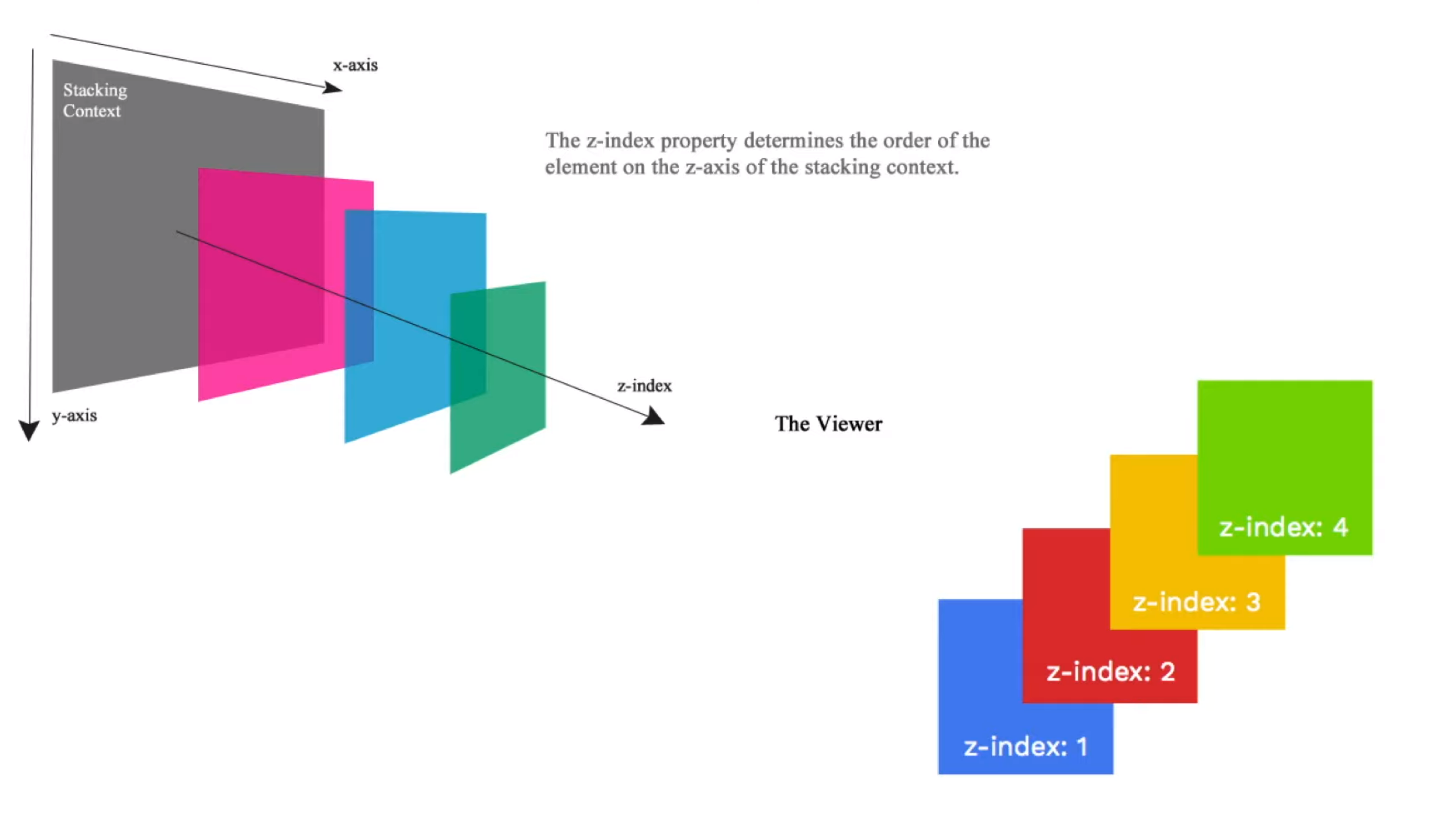 x-axis
Stacking
Context
The z-index property determines the order of the
element on the z-axis of the stacking context.
z-index
y-axis
The Viewer
z-index: 4
z-index: 3
z-index: 2
z-index: 1